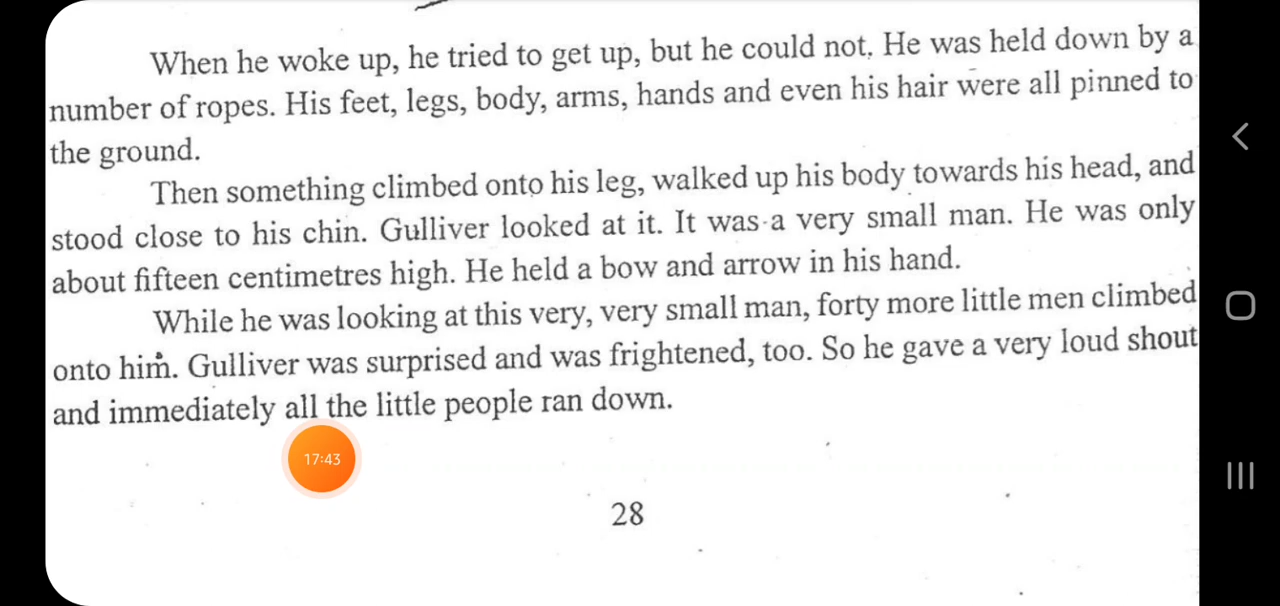 When he woke up, he tried to get up, but he could not. He was held down by a
number of ropes. His feet, legs, body, arms, hands and even his hair were all pinned to
the ground.
Then something climbed onto his leg, walked up his body towards his head, and
stood close to his chin. Gulliver looked at it. It was a very small man. He was only
about fifteen centimetres high. He held a bow and arrow in his hand.
While he was looking at this very, very small man, forty more little men climbed
onto him. Gulliver was surprised and was frightened, too. So he gave a very loud shout
and immediately all the little people ran down.
17:43
28